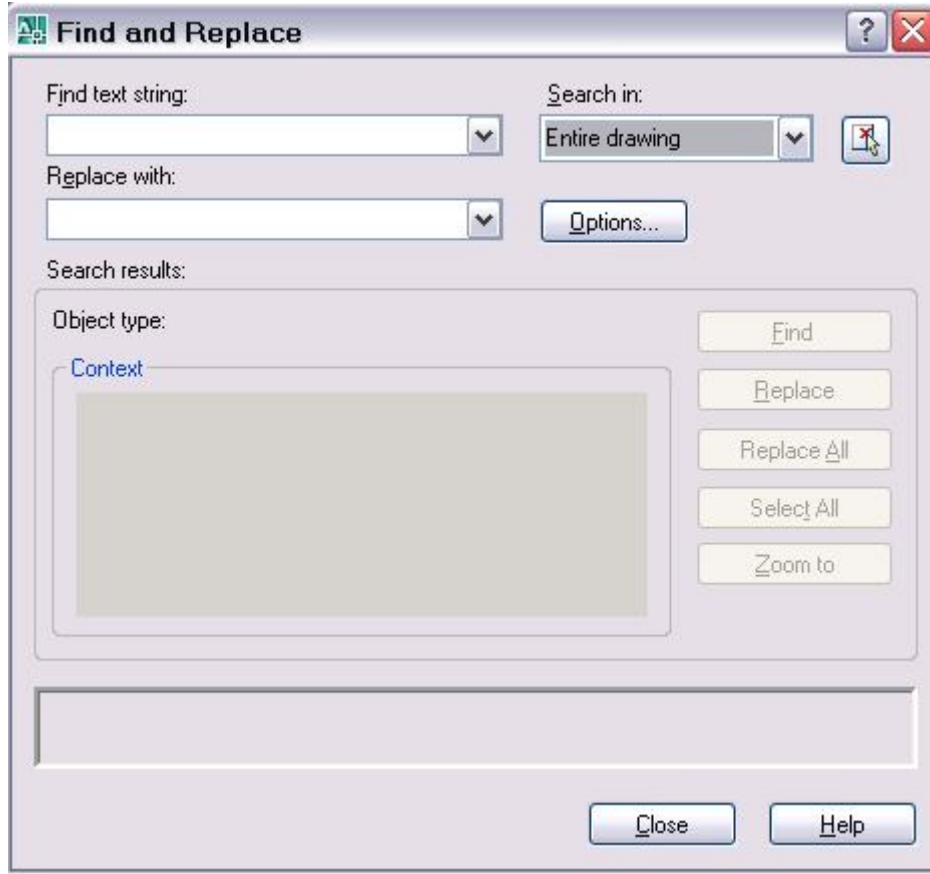 Find and Replace
Find text string:
Search in:
Entire drawing
Replace with:
Options...
Search results:
Object type:
Find
Context
Replace
Replace All
Select All
Zoom to
Close
Help